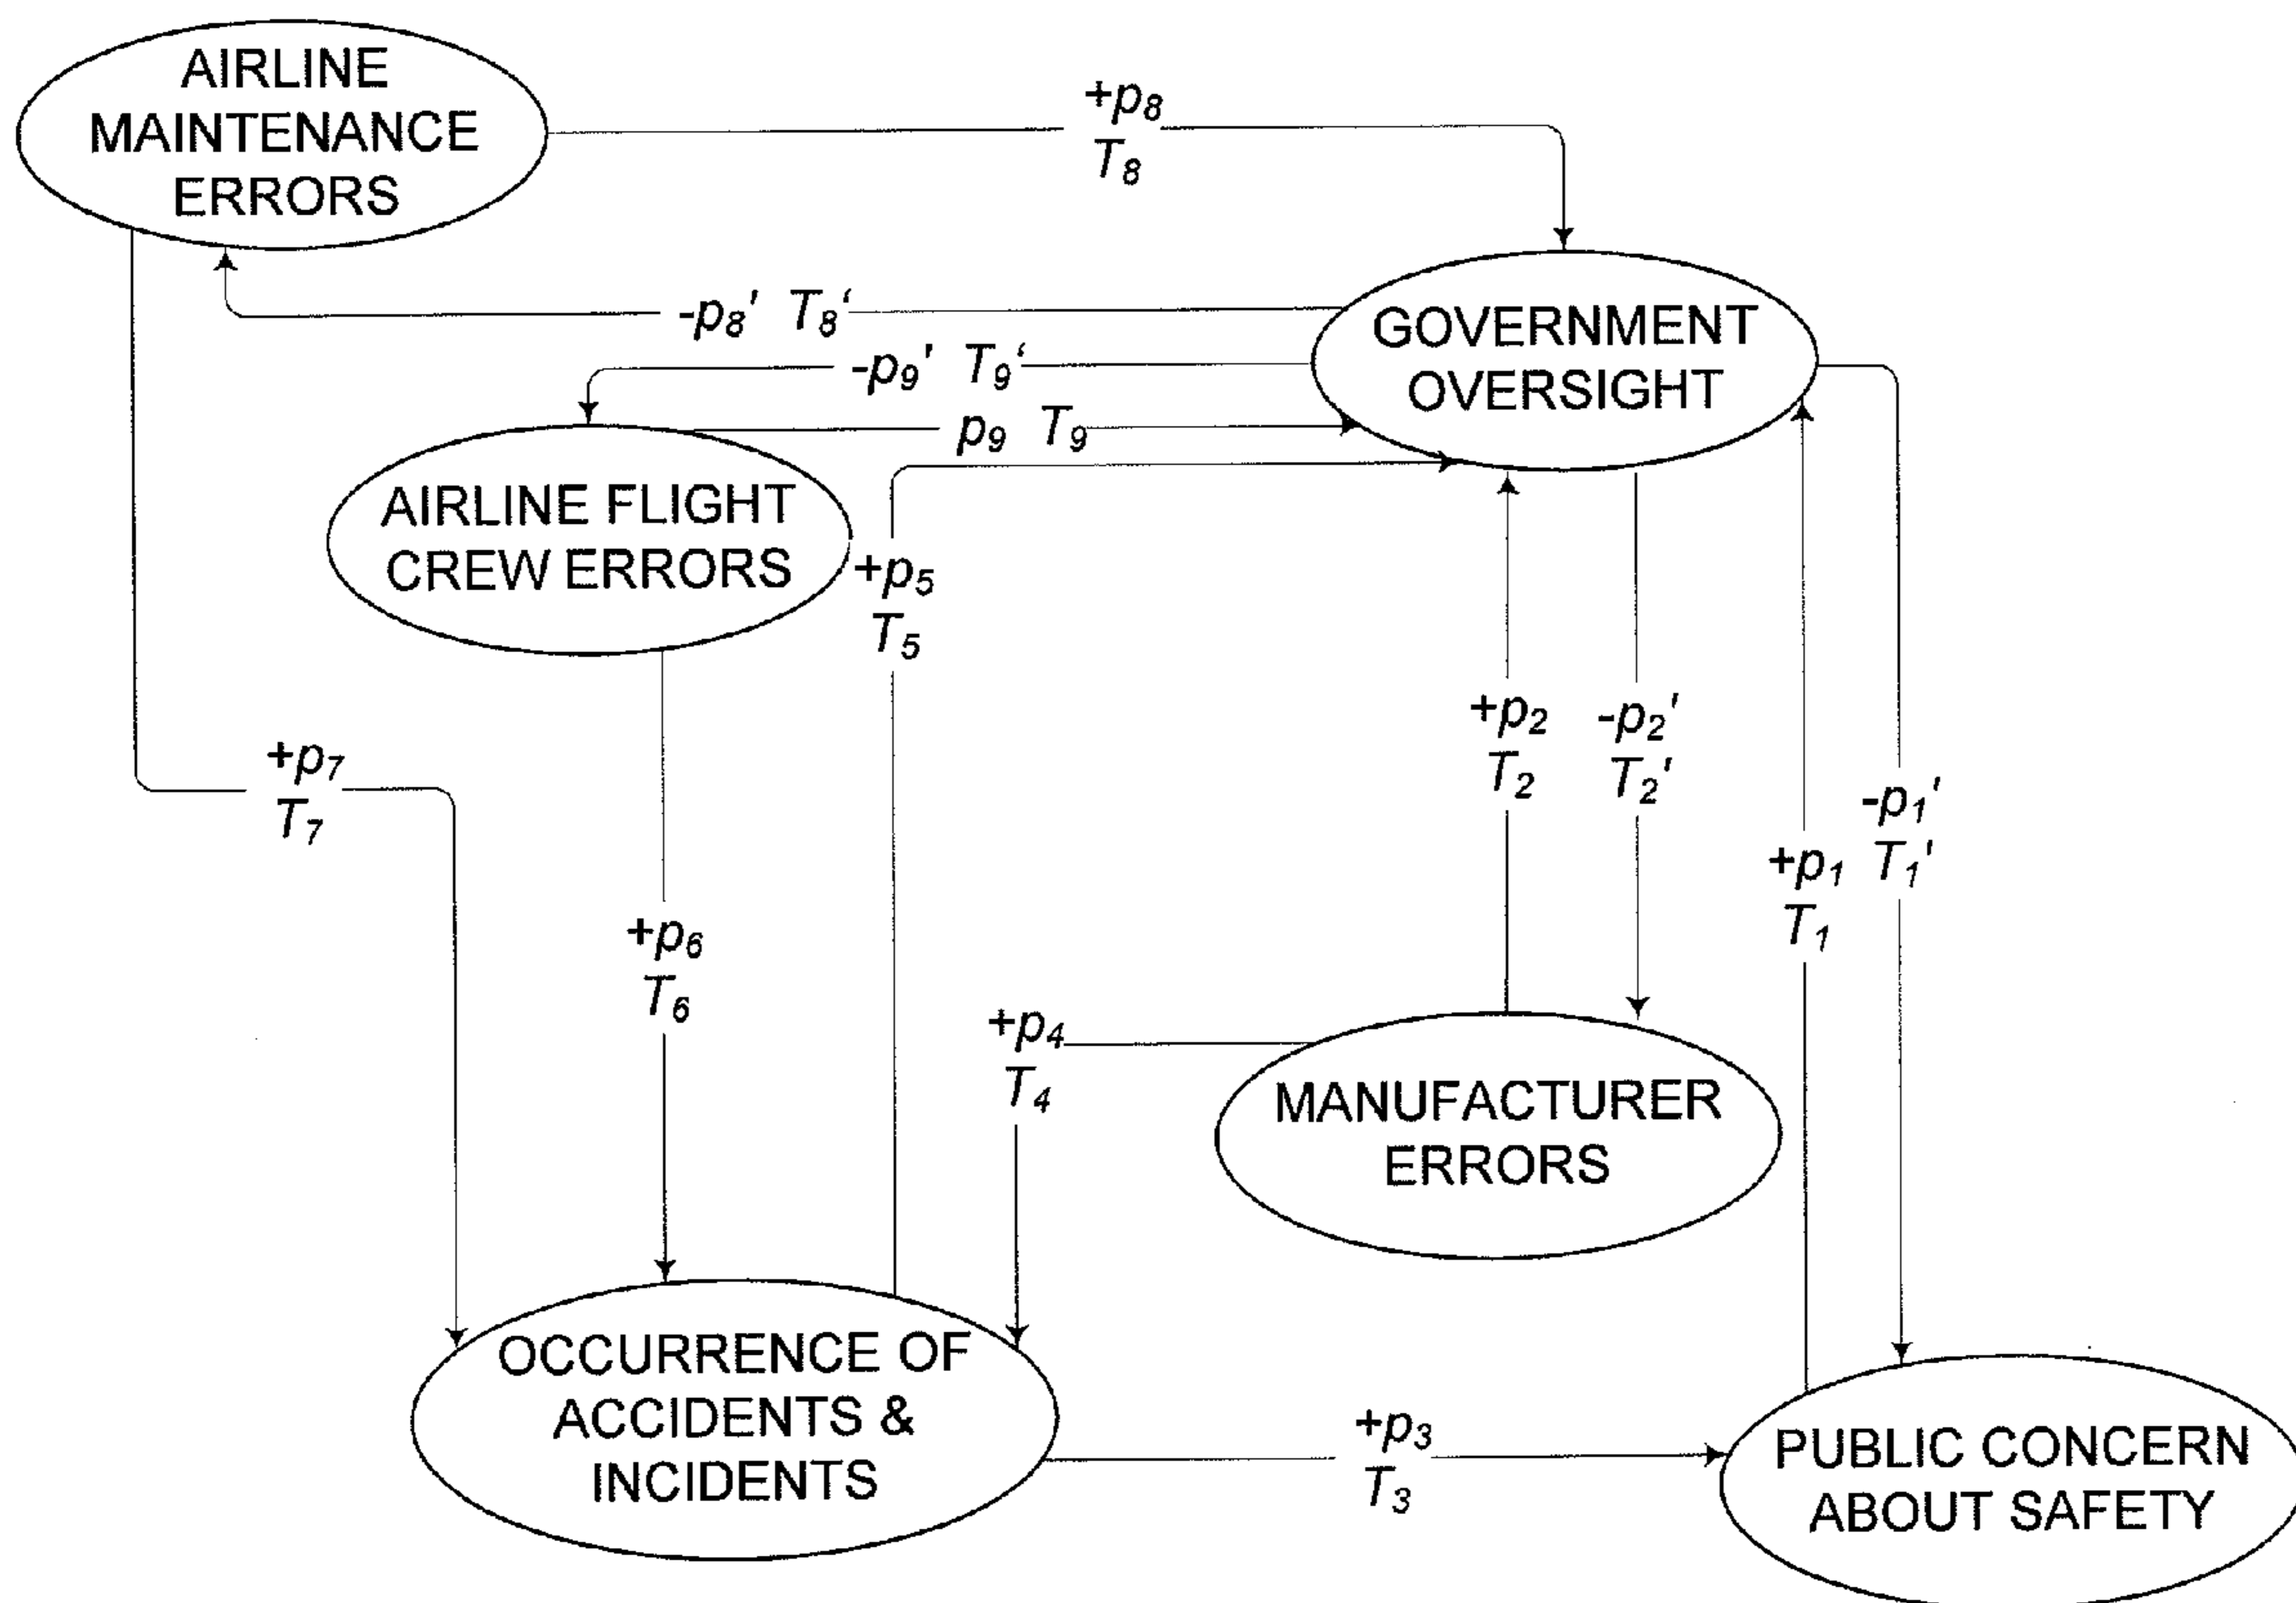 AIRLINE
MAINTENANCE
ERRORS
+p₈
T₈
-p₈' T₈‘
GOVERNMENT
OVERSIGHT
-p₉' T₉‘
p₉ T₉
AIRLINE FLIGHT
CREW ERRORS
+p₅
T₅
+p₂
T₂
-p₂'
T₂'
+p₇
T₇
-p₁'
T₁'
+p₁
T₁
+p₆
T₆
+p₄
T₄
MANUFACTURER
ERRORS
OCCURRENCE OF
ACCIDENTS &
INCIDENTS
+p₃
T₃
PUBLIC CONCERN
ABOUT SAFETY